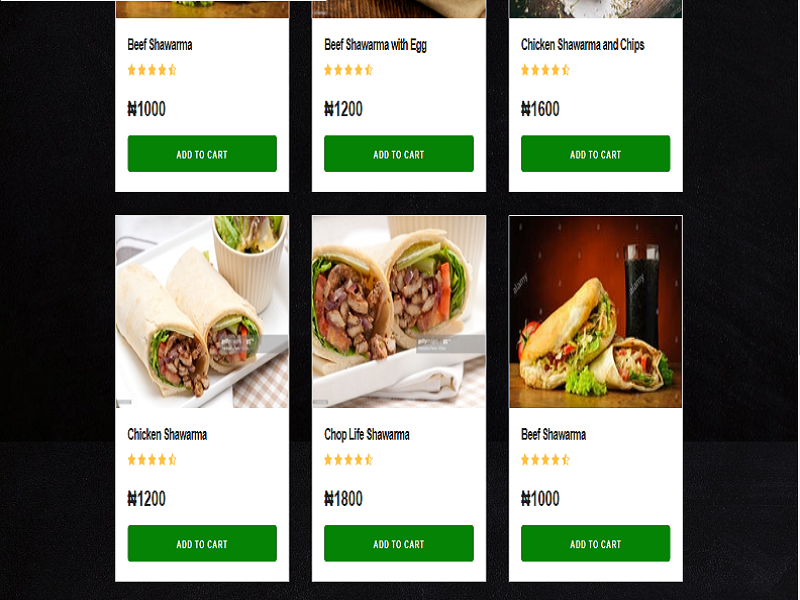 Beef Shawarma
Beef Shawarma with Egg
Chicken Shawarma and Chips
₦1000
₦1200
₦1600
ADD TO CART
ADD TO CART
ADD TO CART
alamy
alamy
Chicken Shawarma
Chop Life Shawarma
Beef Shawarma
₦1200
₦1800
₦1000
ADD TO CART
ADD TO CART
ADD TO CART